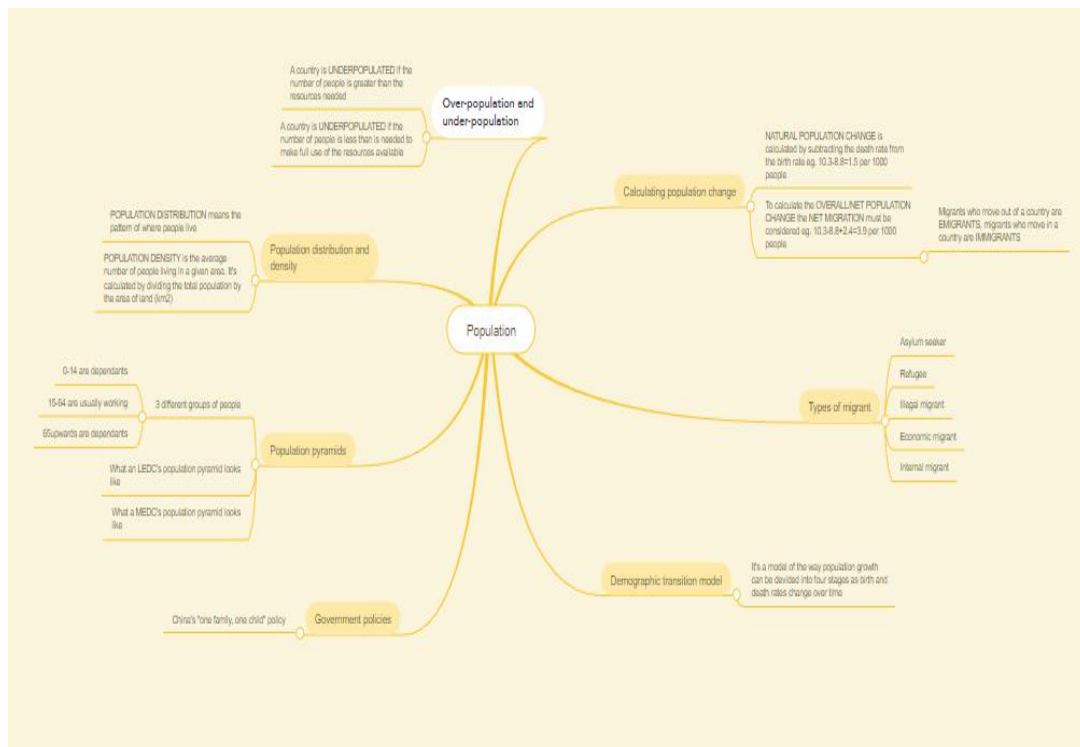 Population
Over-population and
under-population
A country is UNDERPOPULATED if the
number of people is greater than the
resources needed
A country is UNDERPOPULATED if the
number of people is less than is needed to
make full use of the resources available
Population distribution and
density
POPULATION DISTRIBUTION means the
pattern of where people live
POPULATION DENSITY is the average
number of people living in a given area. It's
calculated by dividing the total population by
the area of land (km2)
Population pyramids
3 different groups of people
0-14 are dependants
15-64 are usually working
65upwards are dependants
What an LEDC's population pyramid looks
like
What a MEDC's population pyramid looks
like
Government policies
China's "one family, one child" policy
Calculating population change
NATURAL POPULATION CHANGE is
calculated by subtracting the death rate from
the birth rate eg. 10.3-8.8=1.5 per 1000
people
To calculate the OVERALL/NET POPULATION
CHANGE the NET MIGRATION must be
considered eg. 10.3-8.8+2.4=3.9 per 1000
people
Migrants who move out of a country are
EMIGRANTS, migrants who move in a
country are IMMIGRANTS
Types of migrant
Asylum seeker
Refugee
Illegal migrant
Economic migrant
Internal migrant
Demographic transition model
It's a model of the way population growth
can be devided into four stages as birth and
death rates change over time